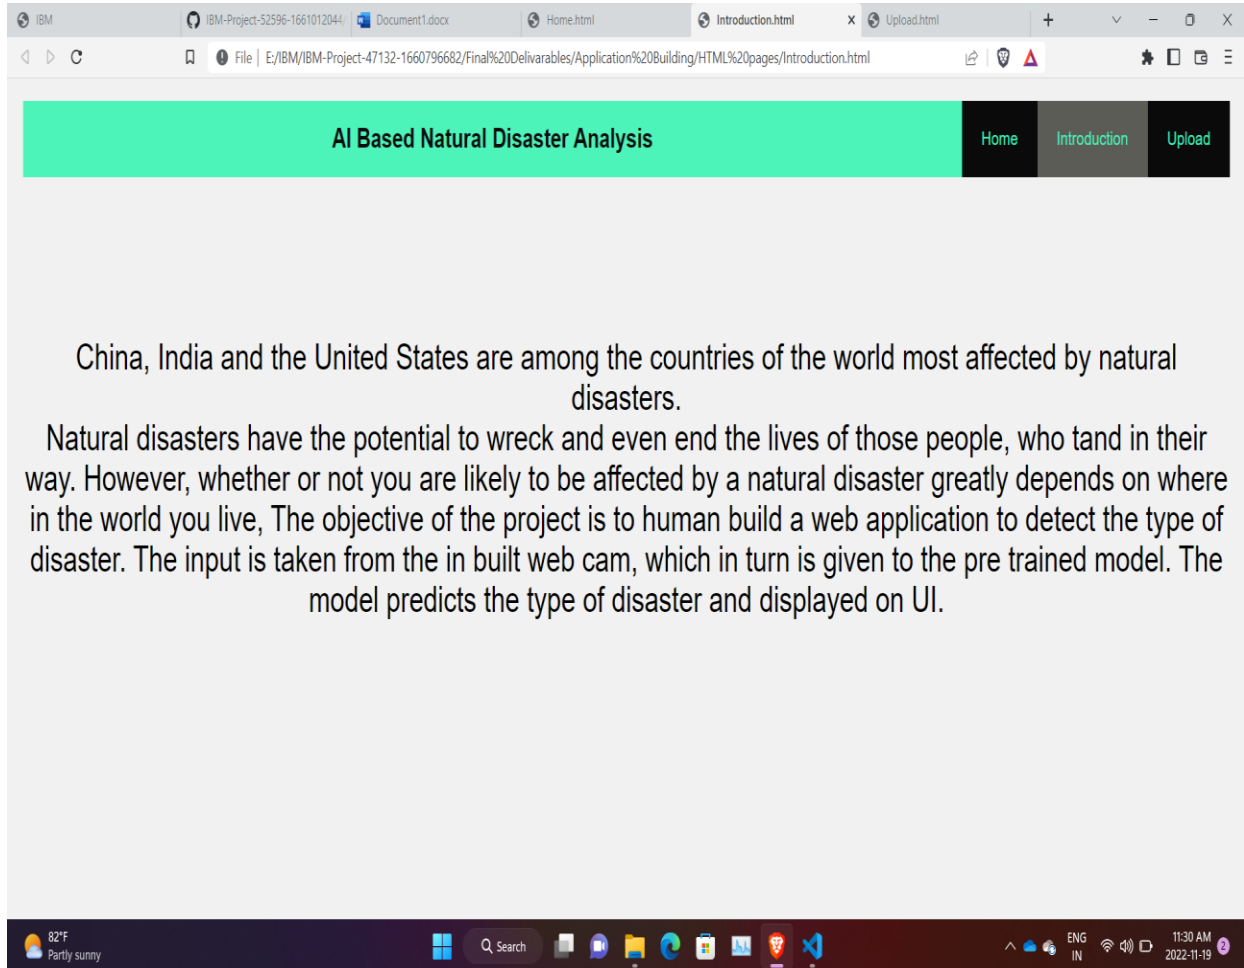 IBM
IBM-Project-52596-1661012044/
Document1.docx
Home.html
Introduction.html
Upload.html
File | E:/IBM/IBM-Project-47132-1660796682/Final%20Delivarables/Application%20Building/HTML%20pages/Introduction.html
AI Based Natural Disaster Analysis
Home
Introduction
Upload
China, India and the United States are among the countries of the world most affected by natural
disasters.
Natural disasters have the potential to wreck and even end the lives of those people, who tand in their
way. However, whether or not you are likely to be affected by a natural disaster greatly depends on where
in the world you live, The objective of the project is to human build a web application to detect the type of
disaster. The input is taken from the in built web cam, which in turn is given to the pre trained model. The
model predicts the type of disaster and displayed on UI.
82°F
Partly sunny
Search
ENG
IN
11:30 AM
2022-11-19
2